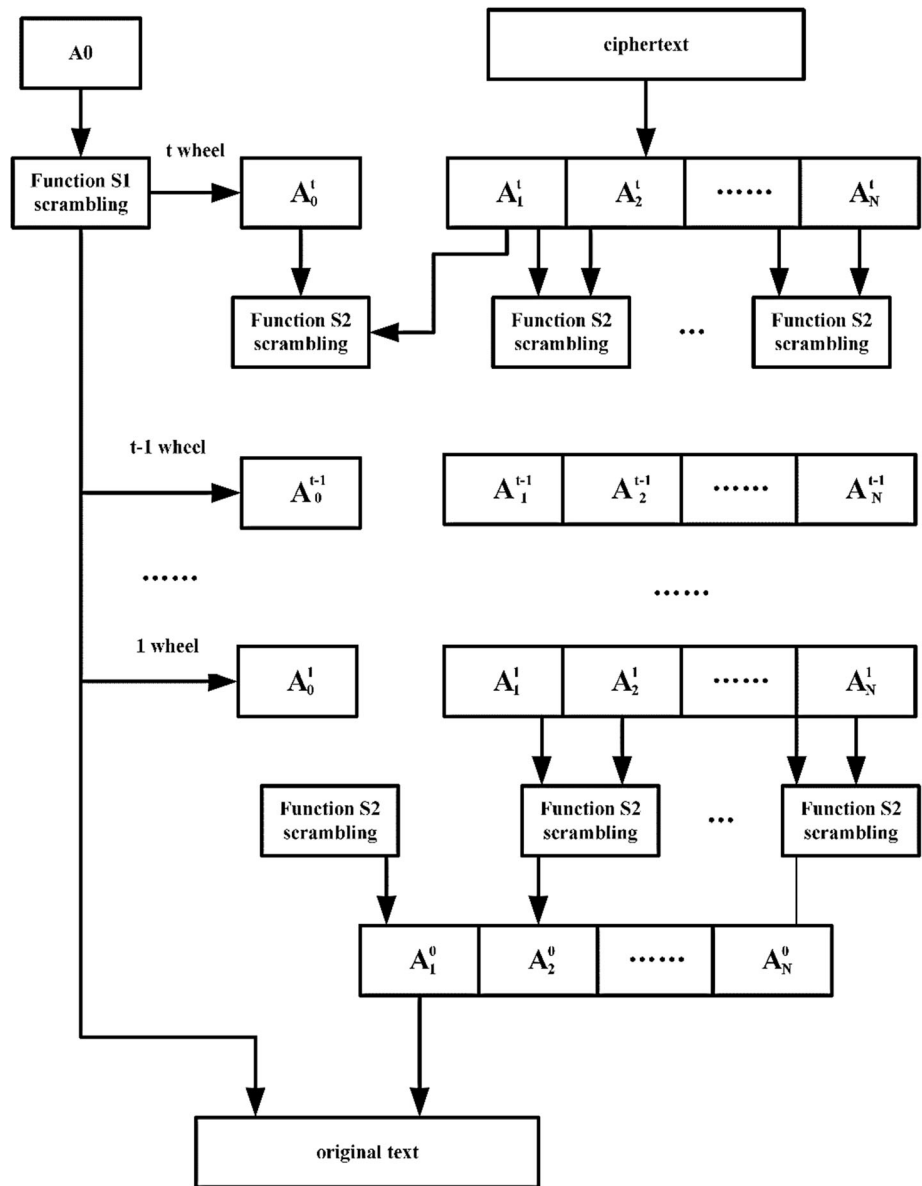 A0
ciphertext
t wheel
Function S1
scrambling
A₀ᵗ
A₁ᵗ A₂ᵗ ······ A_Nᵗ
Function S2
scrambling
Function S2
scrambling
...
Function S2
scrambling
t-1 wheel
A₀ᵗ⁻¹
A₁ᵗ⁻¹ A₂ᵗ⁻¹ ······ A_Nᵗ⁻¹
······
······
1 wheel
A₀¹
A₁¹ A₂¹ ······ A_N¹
Function S2
scrambling
Function S2
scrambling
...
Function S2
scrambling
A₁⁰ A₂⁰ ······ A_N⁰
original text